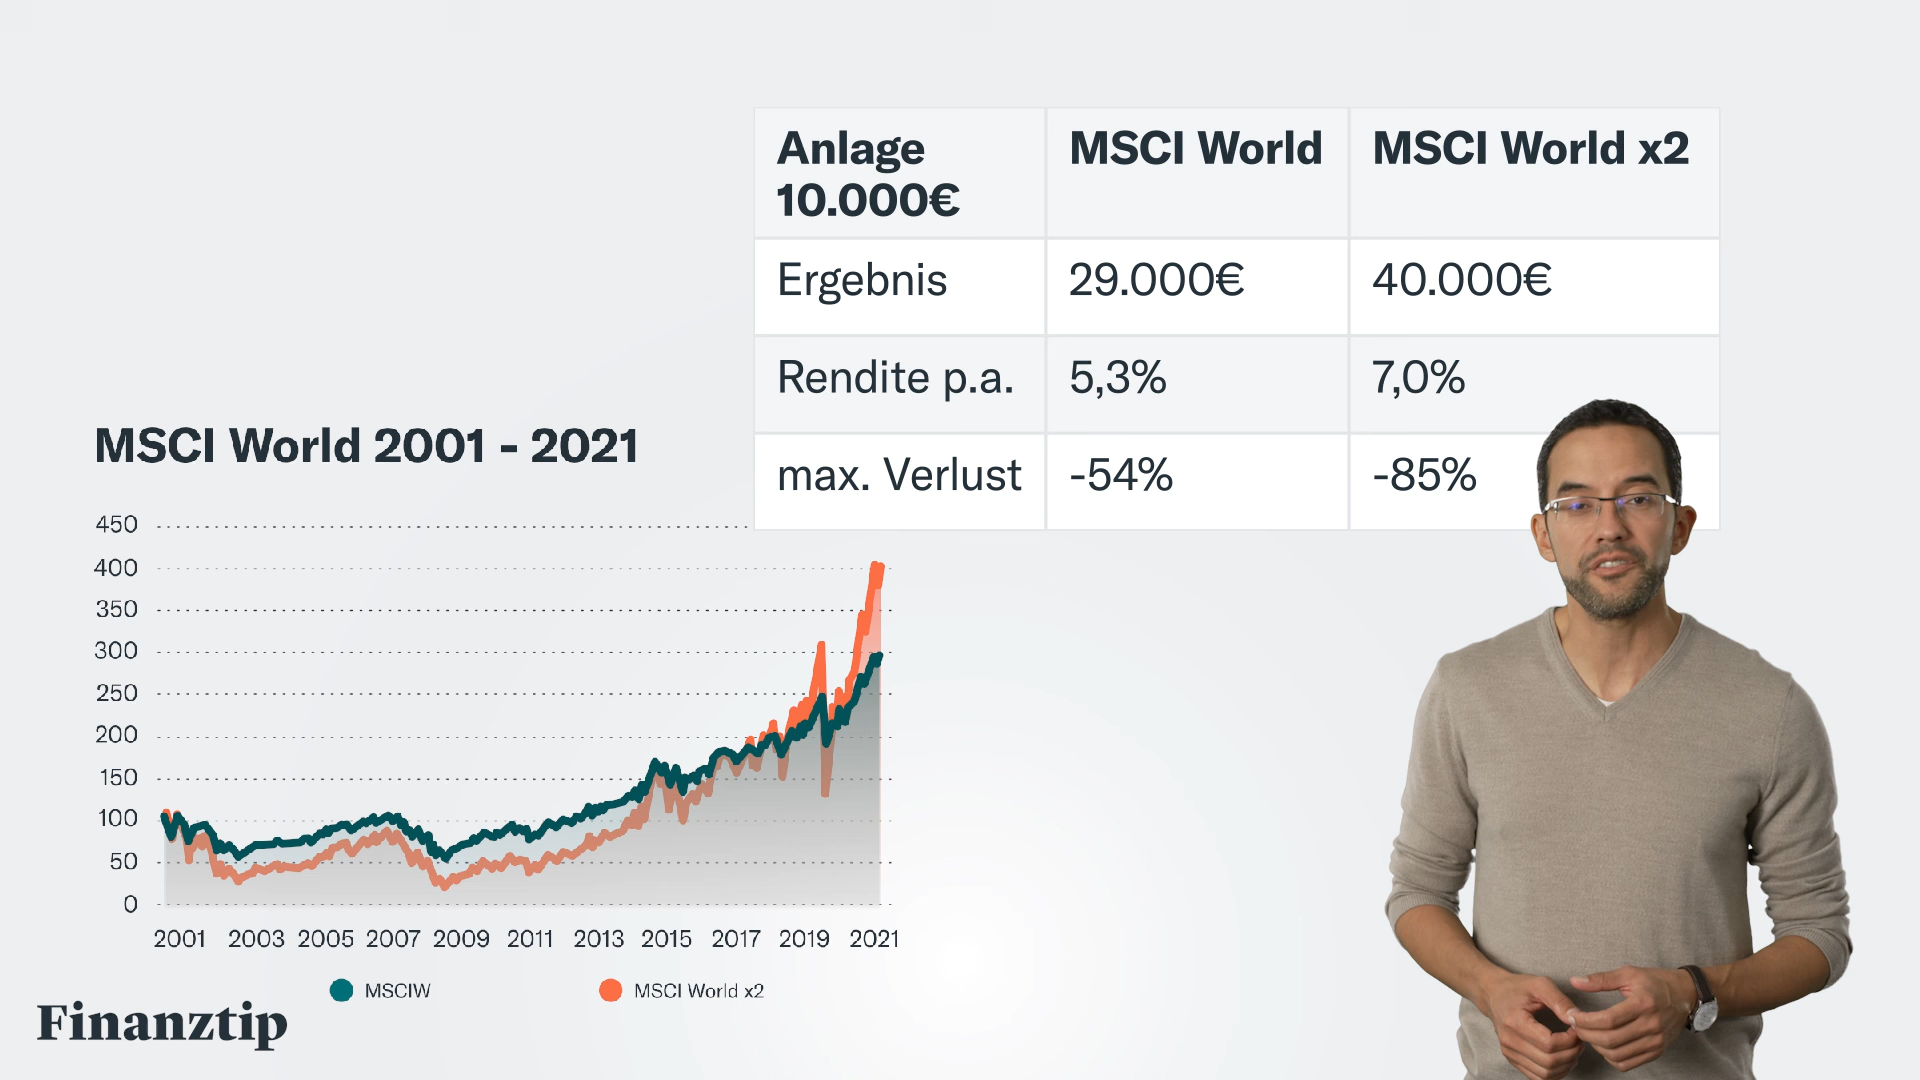 Anlage
10.000€
MSCI World
MSCI World x2
Ergebnis
29.000€
40.000€
Rendite p.a.
5,3%
7,0%
max. Verlust
-54%
-85%
MSCI World 2001 - 2021
450
400
350
300
250
200
150
100
50
0
2001 2003 2005 2007 2009 2011 2013 2015 2017 2019 2021
MSCIW
MSCI World x2
Finanztip